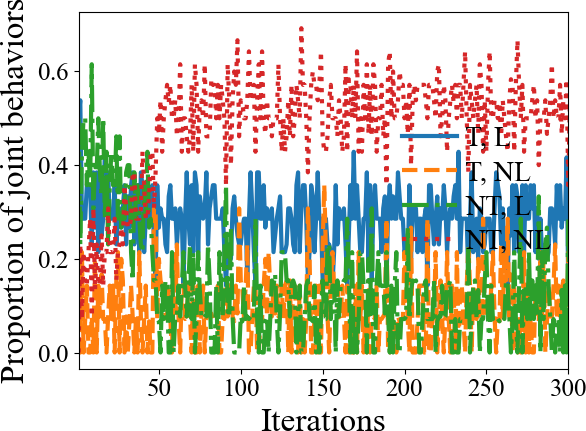 Proportion of joint behaviors
0.6
0.4
0.2
0.0
T, L
T, NL
NT, L
NT, NL
50 100 150 200 250 300
Iterations